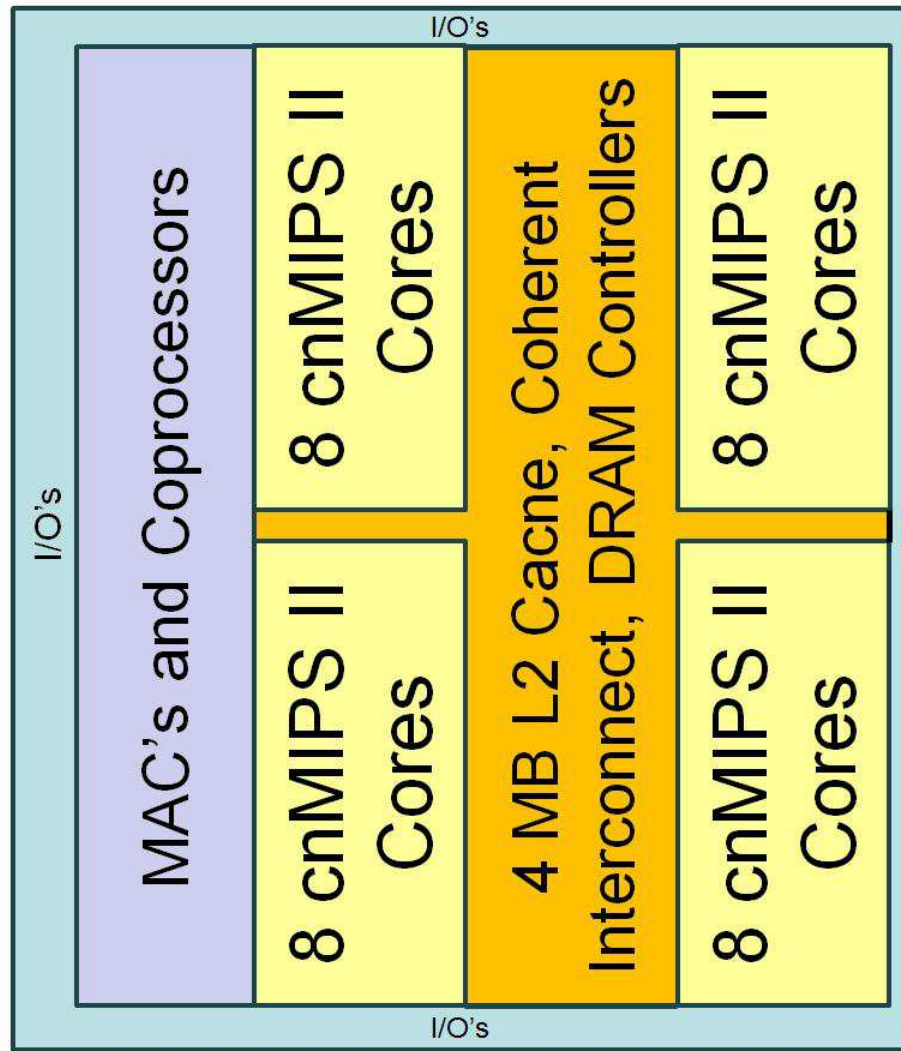 I/O's
I/O's
MAC's and Coprocessors
8 cnMIPS II
Cores
8 cnMIPS II
Cores
4 MB L2 Cacne, Coherent
Interconnect, DRAM Controllers
8 cnMIPS II
Cores
8 cnMIPS II
Cores
I/O's